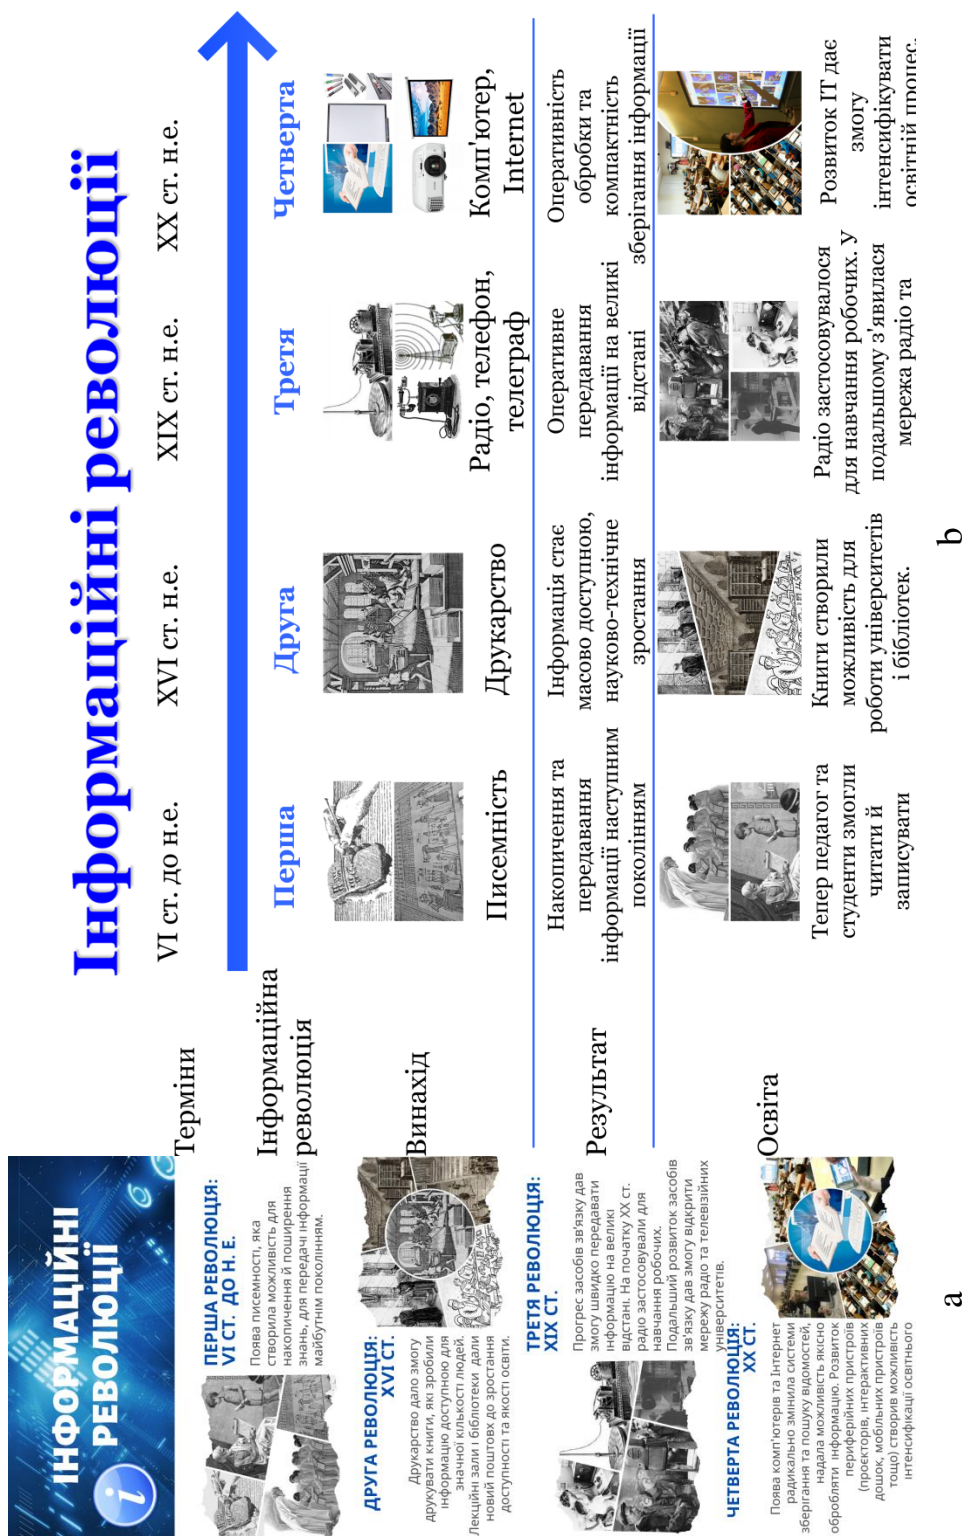 ІНФОРМАЦІЙНІ
РЕВОЛЮЦІЇ
ПЕРША РЕВОЛЮЦІЯ:
VI СТ. ДО Н. Е.
Поява писемності, яка
створила можливість для
накопичення й поширення
знань, для передачі інформації
майбутнім поколінням.
ДРУГА РЕВОЛЮЦІЯ:
XVI СТ.
Друкарство дало змогу
друкувати книги, які зробили
інформацію доступною для
значної кількості людей.
Лекційні зали і бібліотеки дали
новий поштовх до зростання
доступності та якості освіти.
ТРЕТЯ РЕВОЛЮЦІЯ:
XIX СТ.
Прогрес засобів зв'язку дав
змогу швидко передавати
інформацію на великі
відстані. На початку XX ст.
радіо застосовували для
навчання робочих.
Подальший розвиток засобів
зв'язку дав змогу відкрити
мережу радіо та телевізійних
університетів.
ЧЕТВЕРТА РЕВОЛЮЦІЯ:
XX СТ.
Поява комп'ютерів та Інтернет
радикально змінила системи
зберігання та пошуку відомостей,
надала можливість якісно
обробляти інформацію. Розвиток
периферійних пристроїв
(проєкторів, інтерактивних
дошок, мобільних пристроїв
тощо) створив можливість
інтенсифікації освітнього
a
Інформаційні революції
Терміни
VI ст. до н.е.
XVI ст. н.е.
XIX ст. н.е.
XX ст. н.е.
Інформаційна
революція
Перша
Друга
Третя
Четверта
Винахід
Писемність
Друкарство
Радіо, телефон,
телеграф
Комп'ютер,
Internet
Результат
Накопичення та
передавання
інформації наступним
поколінням
Інформація стає
масово доступною,
науково-технічне
зростання
Оперативне
передавання
інформації на великі
відстані
Оперативність
обробки та
компактність
зберігання інформації
Освіта
Тепер педагог та
студенти змогли
читати й
записувати
Книги створили
можливість для
роботи університетів
і бібліотек.
Радіо застосовувалося
для навчання робочих. У
подальшому з'явилася
мережа радіо та
Розвиток ІТ дає
змогу
інтенсифікувати
освітній процес.
b